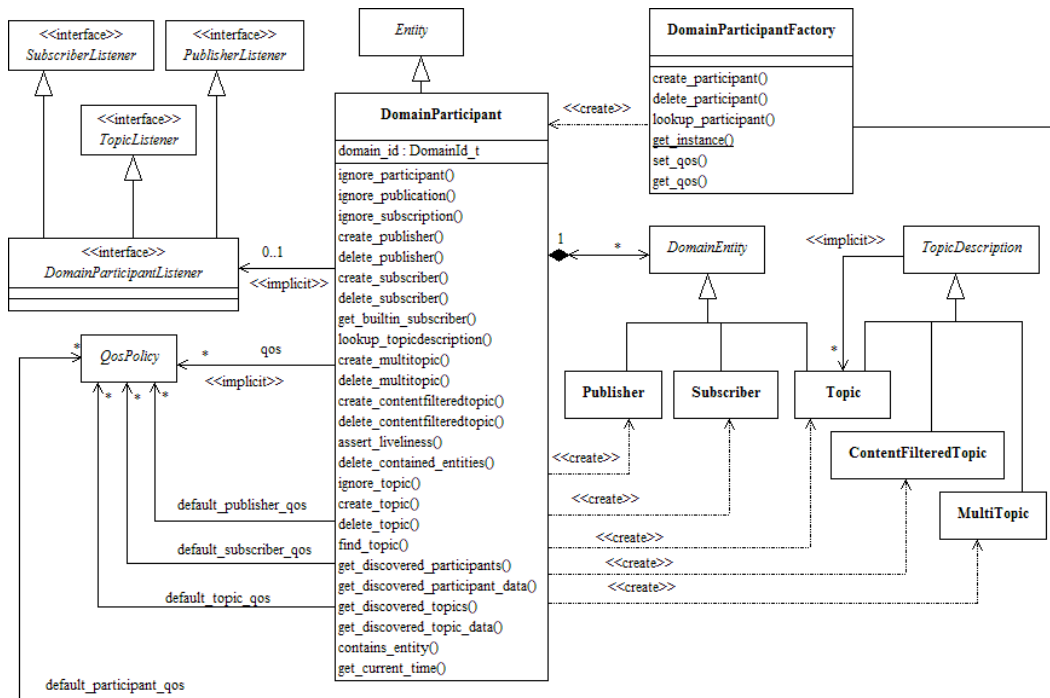 <<interface>>
SubscriberListener
<<interface>>
PublisherListener
<<interface>>
TopicListener
<<interface>>
DomainParticipantListener
0..1
<<implicit>>
Entity
DomainParticipant
domain_id : DomainId_t
ignore_participant()
ignore_publication()
ignore_subscription()
create_publisher()
delete_publisher()
create_subscriber()
delete_subscriber()
get_builtin_subscriber()
lookup_topicdescription()
create_multitopic()
delete_multitopic()
create_contentfilteredtopic()
delete_contentfilteredtopic()
assert_liveliness()
delete_contained_entities()
ignore_topic()
create_topic()
delete_topic()
find_topic()
get_discovered_participants()
get_discovered_participant_data()
get_discovered_topics()
get_discovered_topic_data()
contains_entity()
get_current_time()
<<create>>
DomainParticipantFactory
create_participant()
delete_participant()
lookup_participant()
get_instance()
set_qos()
get_qos()
1
*
DomainEntity
<<implicit>>
TopicDescription
*
Publisher
Subscriber
Topic
ContentFilteredTopic
MultiTopic
<<create>>
<<create>>
<<create>>
<<create>>
<<create>>
*
QosPolicy
*
qos
<<implicit>>
*
*
*
default_publisher_qos
default_subscriber_qos
default_topic_qos
default_participant_qos